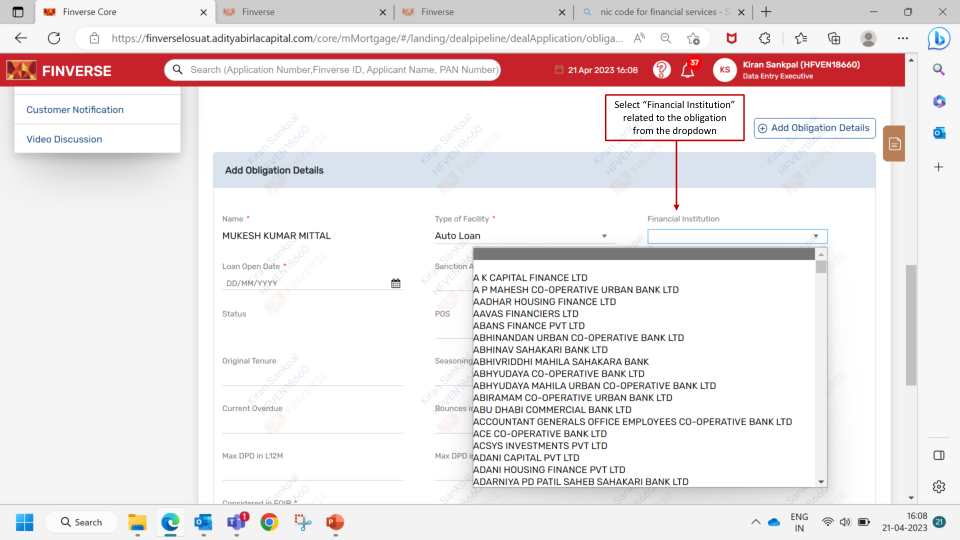 Finverse Core
Finverse
Finverse
nic code for financial services - S
https://finverselosuat.adityabirlacapital.com/core/mMortgage/#/landing/dealpipeline/dealApplication/obliga...
FINVERSE
Search (Application Number,Finverse ID, Applicant Name, PAN Number)
21 Apr 2023 16:08
37
KS
Kiran Sankpal (HFVEN18660)
Data Entry Executive
Customer Notification
Video Discussion
Select “Financial Institution”
related to the obligation
from the dropdown
Add Obligation Details
Add Obligation Details
Name *
Type of Facility *
Financial Institution
MUKESH KUMAR MITTAL
Auto Loan
Loan Open Date *
Sanction A
DD/MM/YYYY
Status
POS
Original Tenure
Seasoning
Current Overdue
Bounces i
Max DPD in L12M
Max DPD i
Considered in FOIR *
A K CAPITAL FINANCE LTD
A P MAHESH CO-OPERATIVE URBAN BANK LTD
AADHAR HOUSING FINANCE LTD
AAVAS FINANCIERS LTD
ABANS FINANCE PVT LTD
ABHINANDAN URBAN CO-OPERATIVE BANK LTD
ABHINAV SAHAKARI BANK LTD
ABHIVRIDDHI MAHILA SAHAKARA BANK
ABHYUDAYA CO-OPERATIVE BANK LTD
ABHYUDAYA MAHILA URBAN CO-OPERATIVE BANK LTD
ABIRAMAM CO-OPERATIVE URBAN BANK LTD
ABU DHABI COMMERCIAL BANK LTD
ACCOUNTANT GENERALS OFFICE EMPLOYEES CO-OPERATIVE BANK LTD
ACE CO-OPERATIVE BANK LTD
ACSYS INVESTMENTS PVT LTD
ADANI CAPITAL PVT LTD
ADANI HOUSING FINANCE PVT LTD
ADARNIYA PD PATIL SAHEB SAHAKARI BANK LTD
Kiran Sankpal
HFVEN18660
FINVERSE
Search
1
ENG
IN
16:08
21-04-2023
21